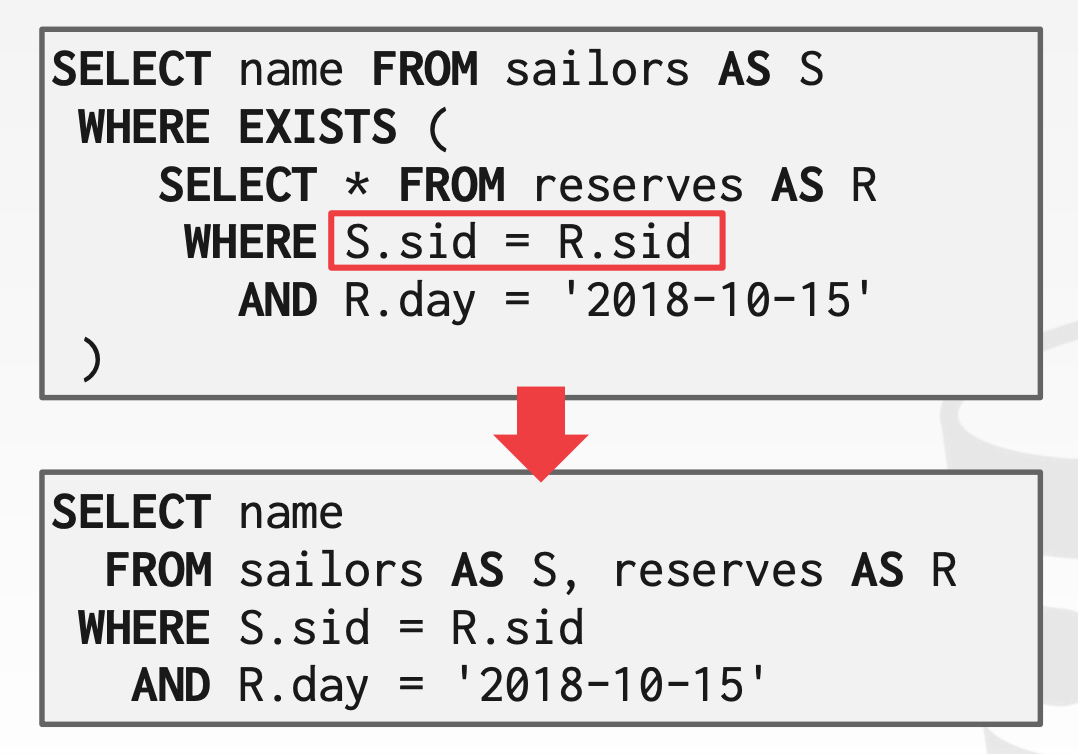 SELECT name FROM sailors AS S
WHERE EXISTS (
SELECT * FROM reserves AS R
WHERE S.sid = R.sid
AND R.day = '2018-10-15'
)
SELECT name
FROM sailors AS S, reserves AS R
WHERE S.sid = R.sid
AND R.day = '2018-10-15'